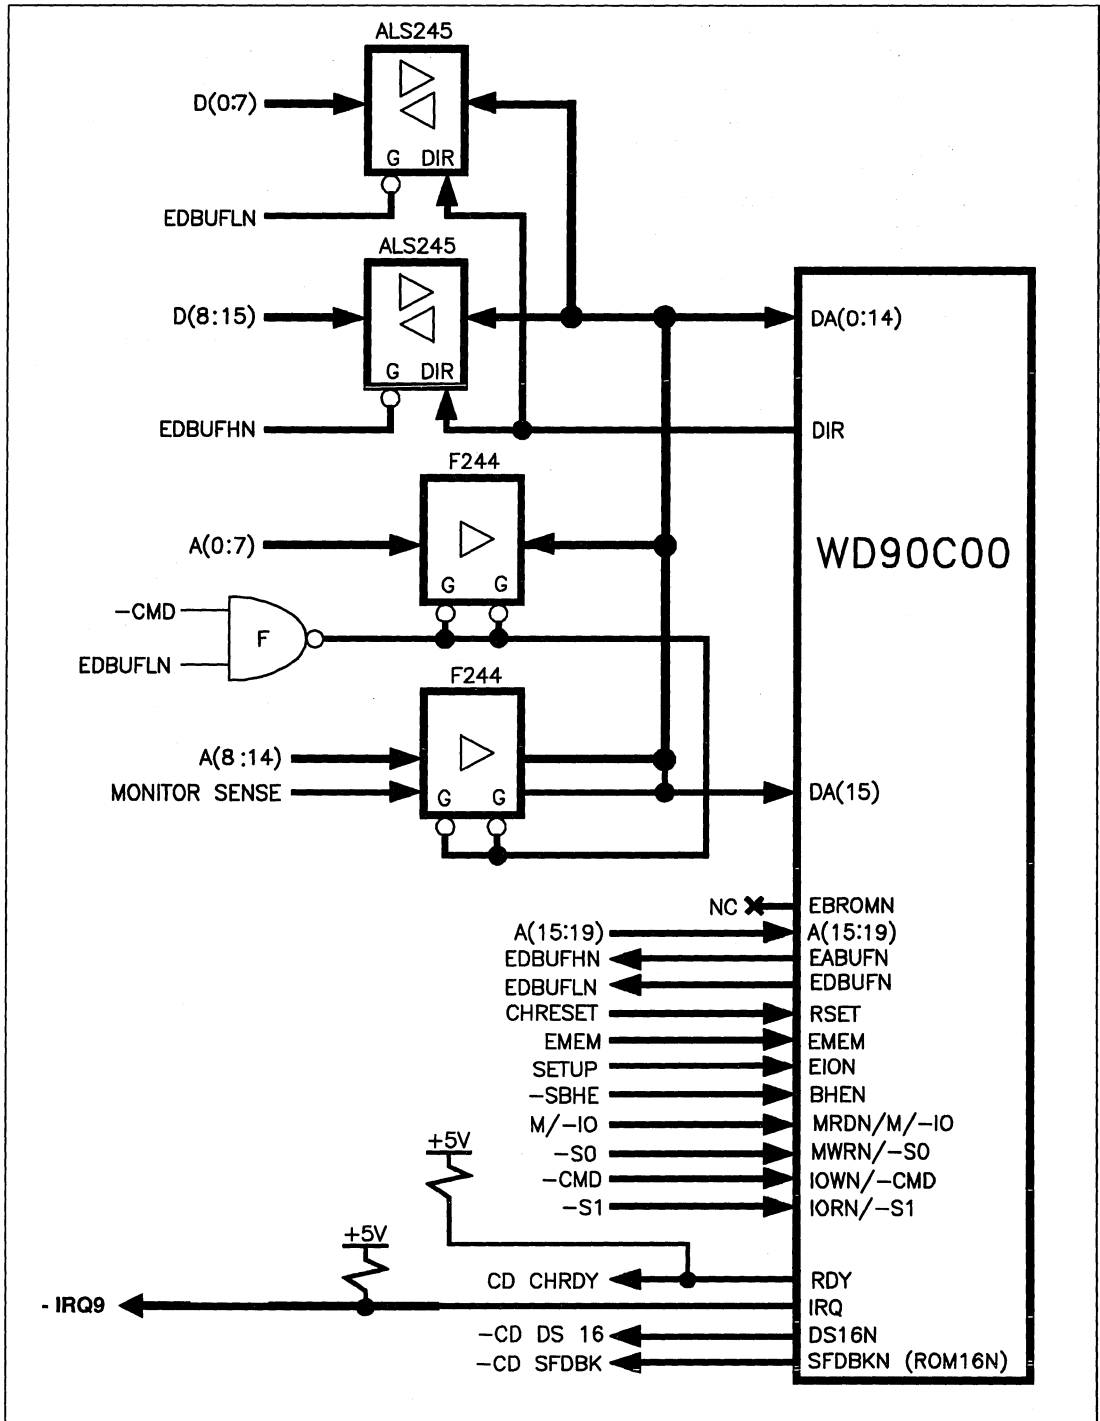 ALS245
D(0:7)
G DIR
EDBUFLN
ALS245
D(8:15)
DA(0:14)
G DIR
EDBUFHN
DIR
F244
A(0:7)
WD90C00
G G
-CMD
F
EDBUFLN
F244
A(8:14)
MONITOR SENSE
G G
DA(15)
NC EBROMN
A(15:19) A(15:19)
EDBUFHN EABUFN
EDBUFLN EDBUFN
CHRESET RSET
EMEM EMEM
SETUP EION
-SBHE BHEN
M/-IO MRDN/M/-IO
-S0 MWRN/-S0
-CMD IOWN/-CMD
-S1 IORN/-S1
+5V
+5V
CD CHRDY RDY
- IRQ9 IRQ
-CD DS 16 DS16N
-CD SFDBK SFDBKN (ROM16N)